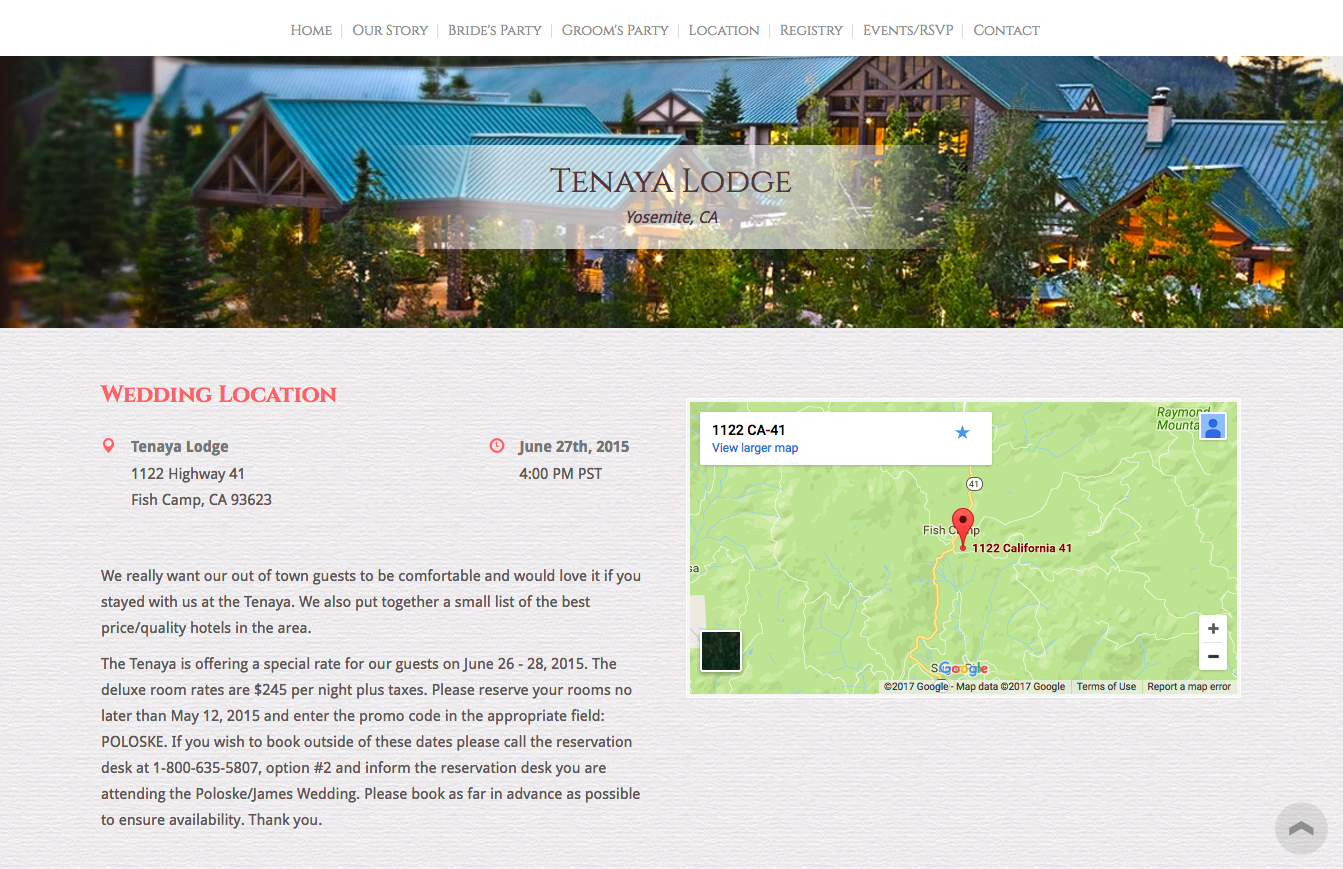 Home Our Story Bride's Party Groom's Party Location Registry Events/RSVP Contact
Tenaya Lodge
Yosemite, CA
Wedding Location
Tenaya Lodge
1122 Highway 41
Fish Camp, CA 93623
June 27th, 2015
4:00 PM PST
We really want our out of town guests to be comfortable and would love it if you
stayed with us at the Tenaya. We also put together a small list of the best
price/quality hotels in the area.
The Tenaya is offering a special rate for our guests on June 26 - 28, 2015. The
deluxe room rates are $245 per night plus taxes. Please reserve your rooms no
later than May 12, 2015 and enter the promo code in the appropriate field:
POLOSKE. If you wish to book outside of these dates please call the reservation
desk at 1-800-635-5807, option #2 and inform the reservation desk you are
attending the Poloske/James Wedding. Please book as far in advance as possible
to ensure availability. Thank you.
1122 CA-41
View larger map
Raymond
41
Fish Camp
1122 California 41
sa
Google
©2017 Google - Map data ©2017 Google Terms of Use Report a map error